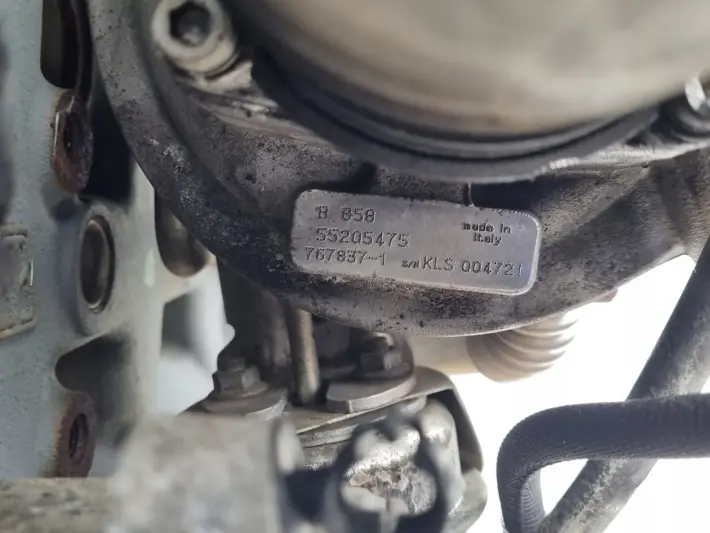 R 858
made in
Italy
55205475
767837-1 s/n KLS 004721